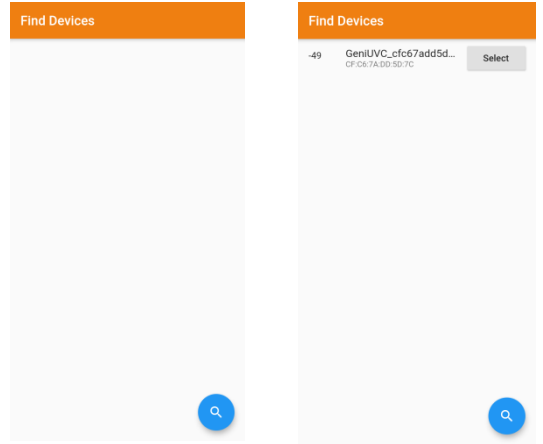 Find Devices
Find Devices
-49
GeniUVC_cfc67add5d...
CF:C6:7A:DD:5D:7C
Select